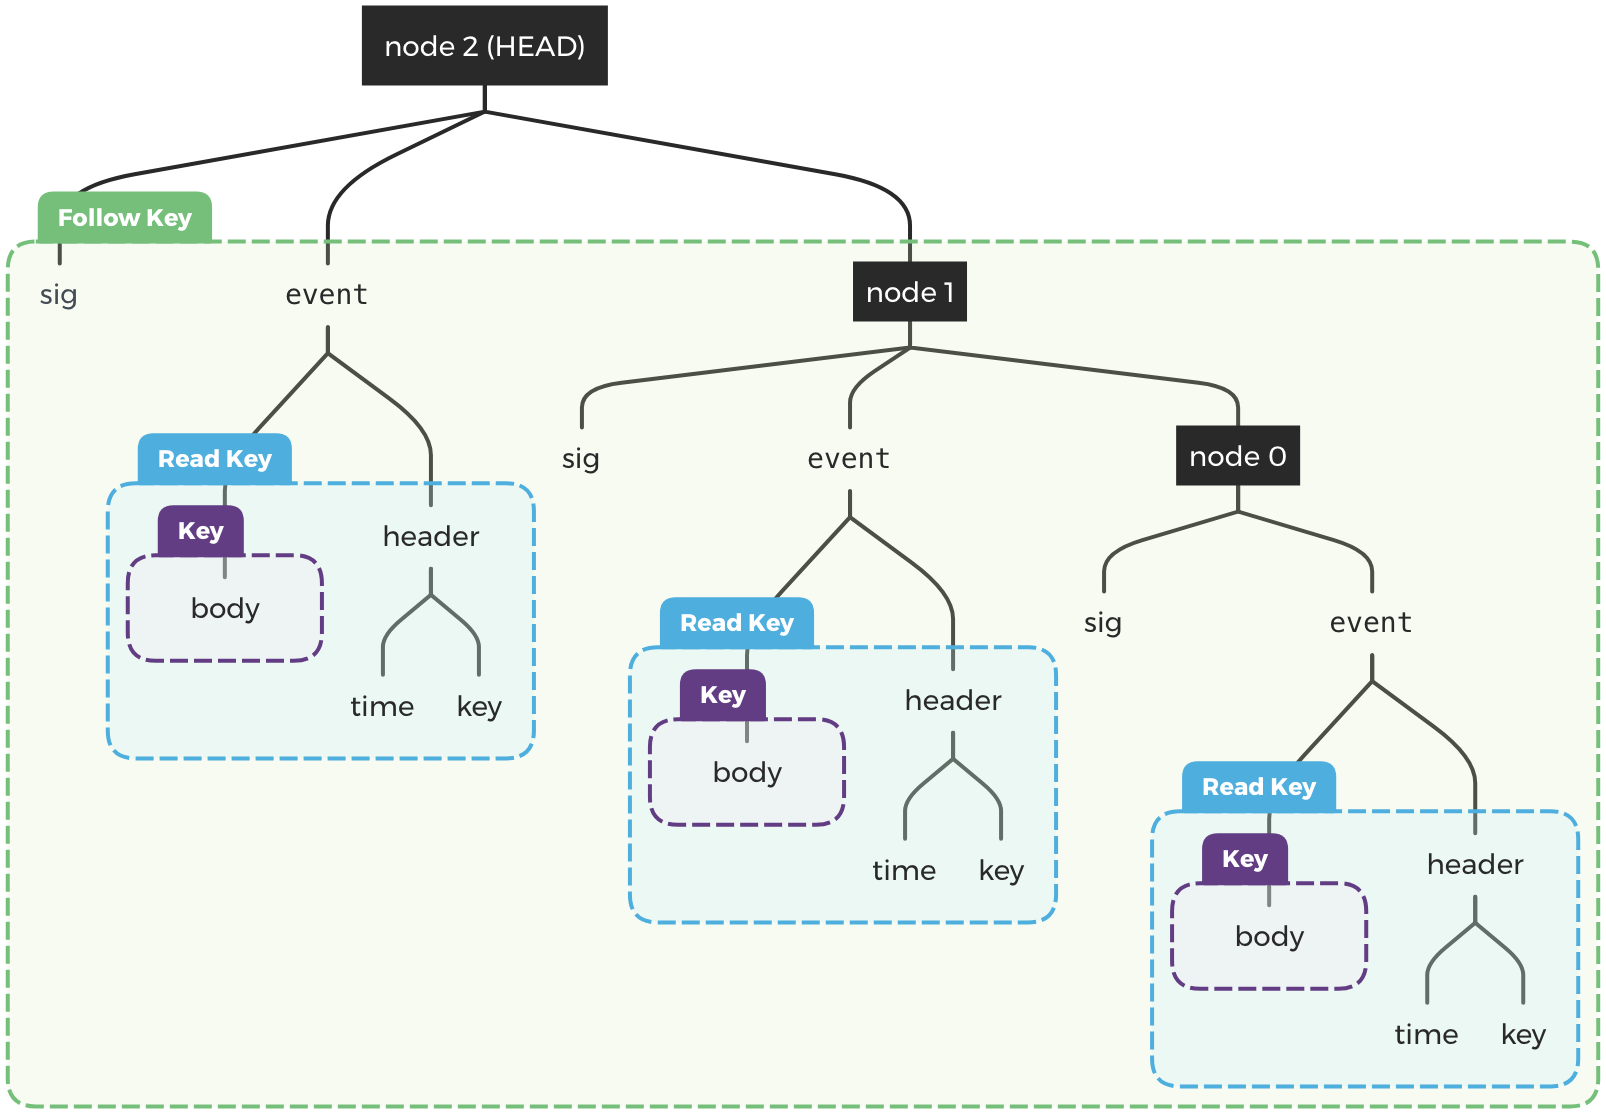 node 2 (HEAD)
Follow Key
sig
event
node 1
Read Key
Key
header
body
time
key
sig
event
node 0
Read Key
Key
header
body
time
key
sig
event
Read Key
Key
header
body
time
key